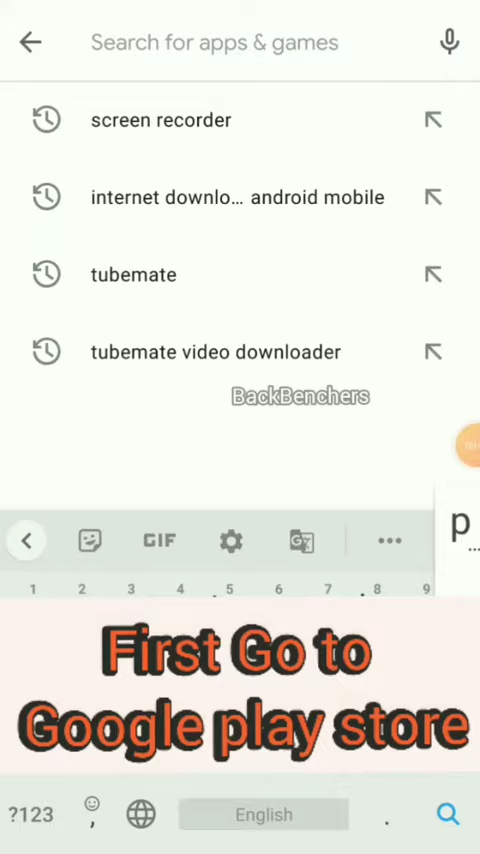 Search for apps & games
screen recorder
internet downlo... android mobile
tubemate
tubemate video downloader
BackBenchers
GIF
p
...
1 2 3 4 5 6 7 8 9
First Go to
Google play store
?123 , English .